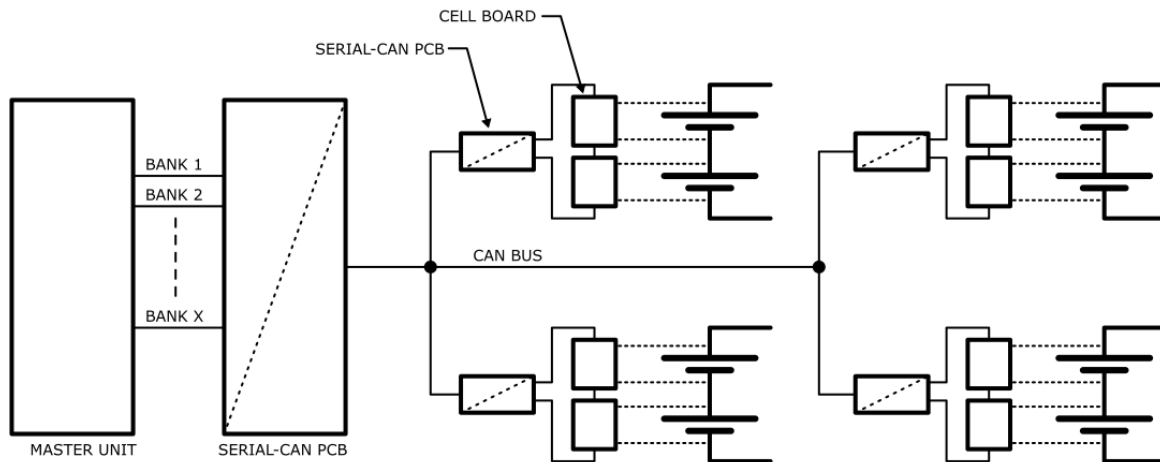 CELL BOARD
SERIAL-CAN PCB
BANK 1
BANK 2
CAN BUS
BANK X
MASTER UNIT
SERIAL-CAN PCB